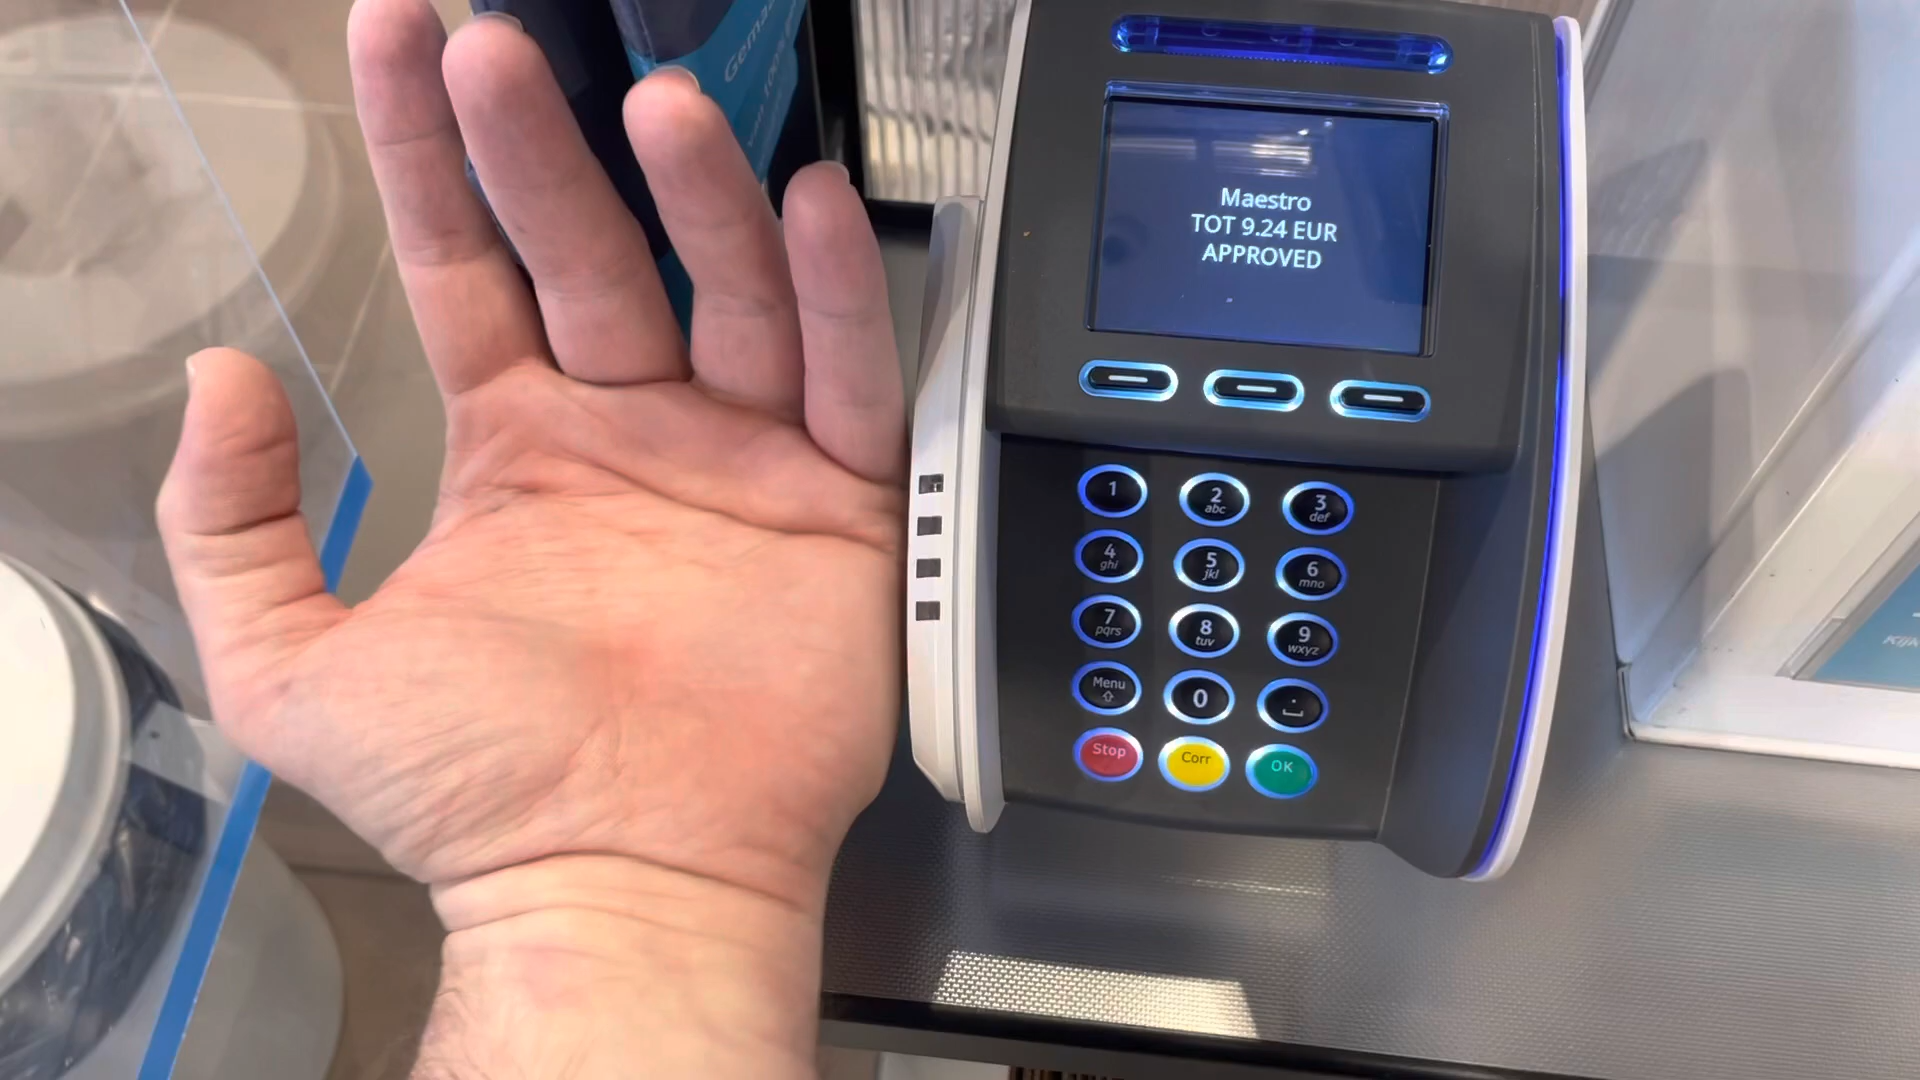 Maestro
TOT 9.24 EUR
APPROVED
1
2
abc
3
def
4
ghi
5
jkl
6
mno
7
pqrs
8
tuv
9
wxyz
Menu
0
Stop
Corr
OK